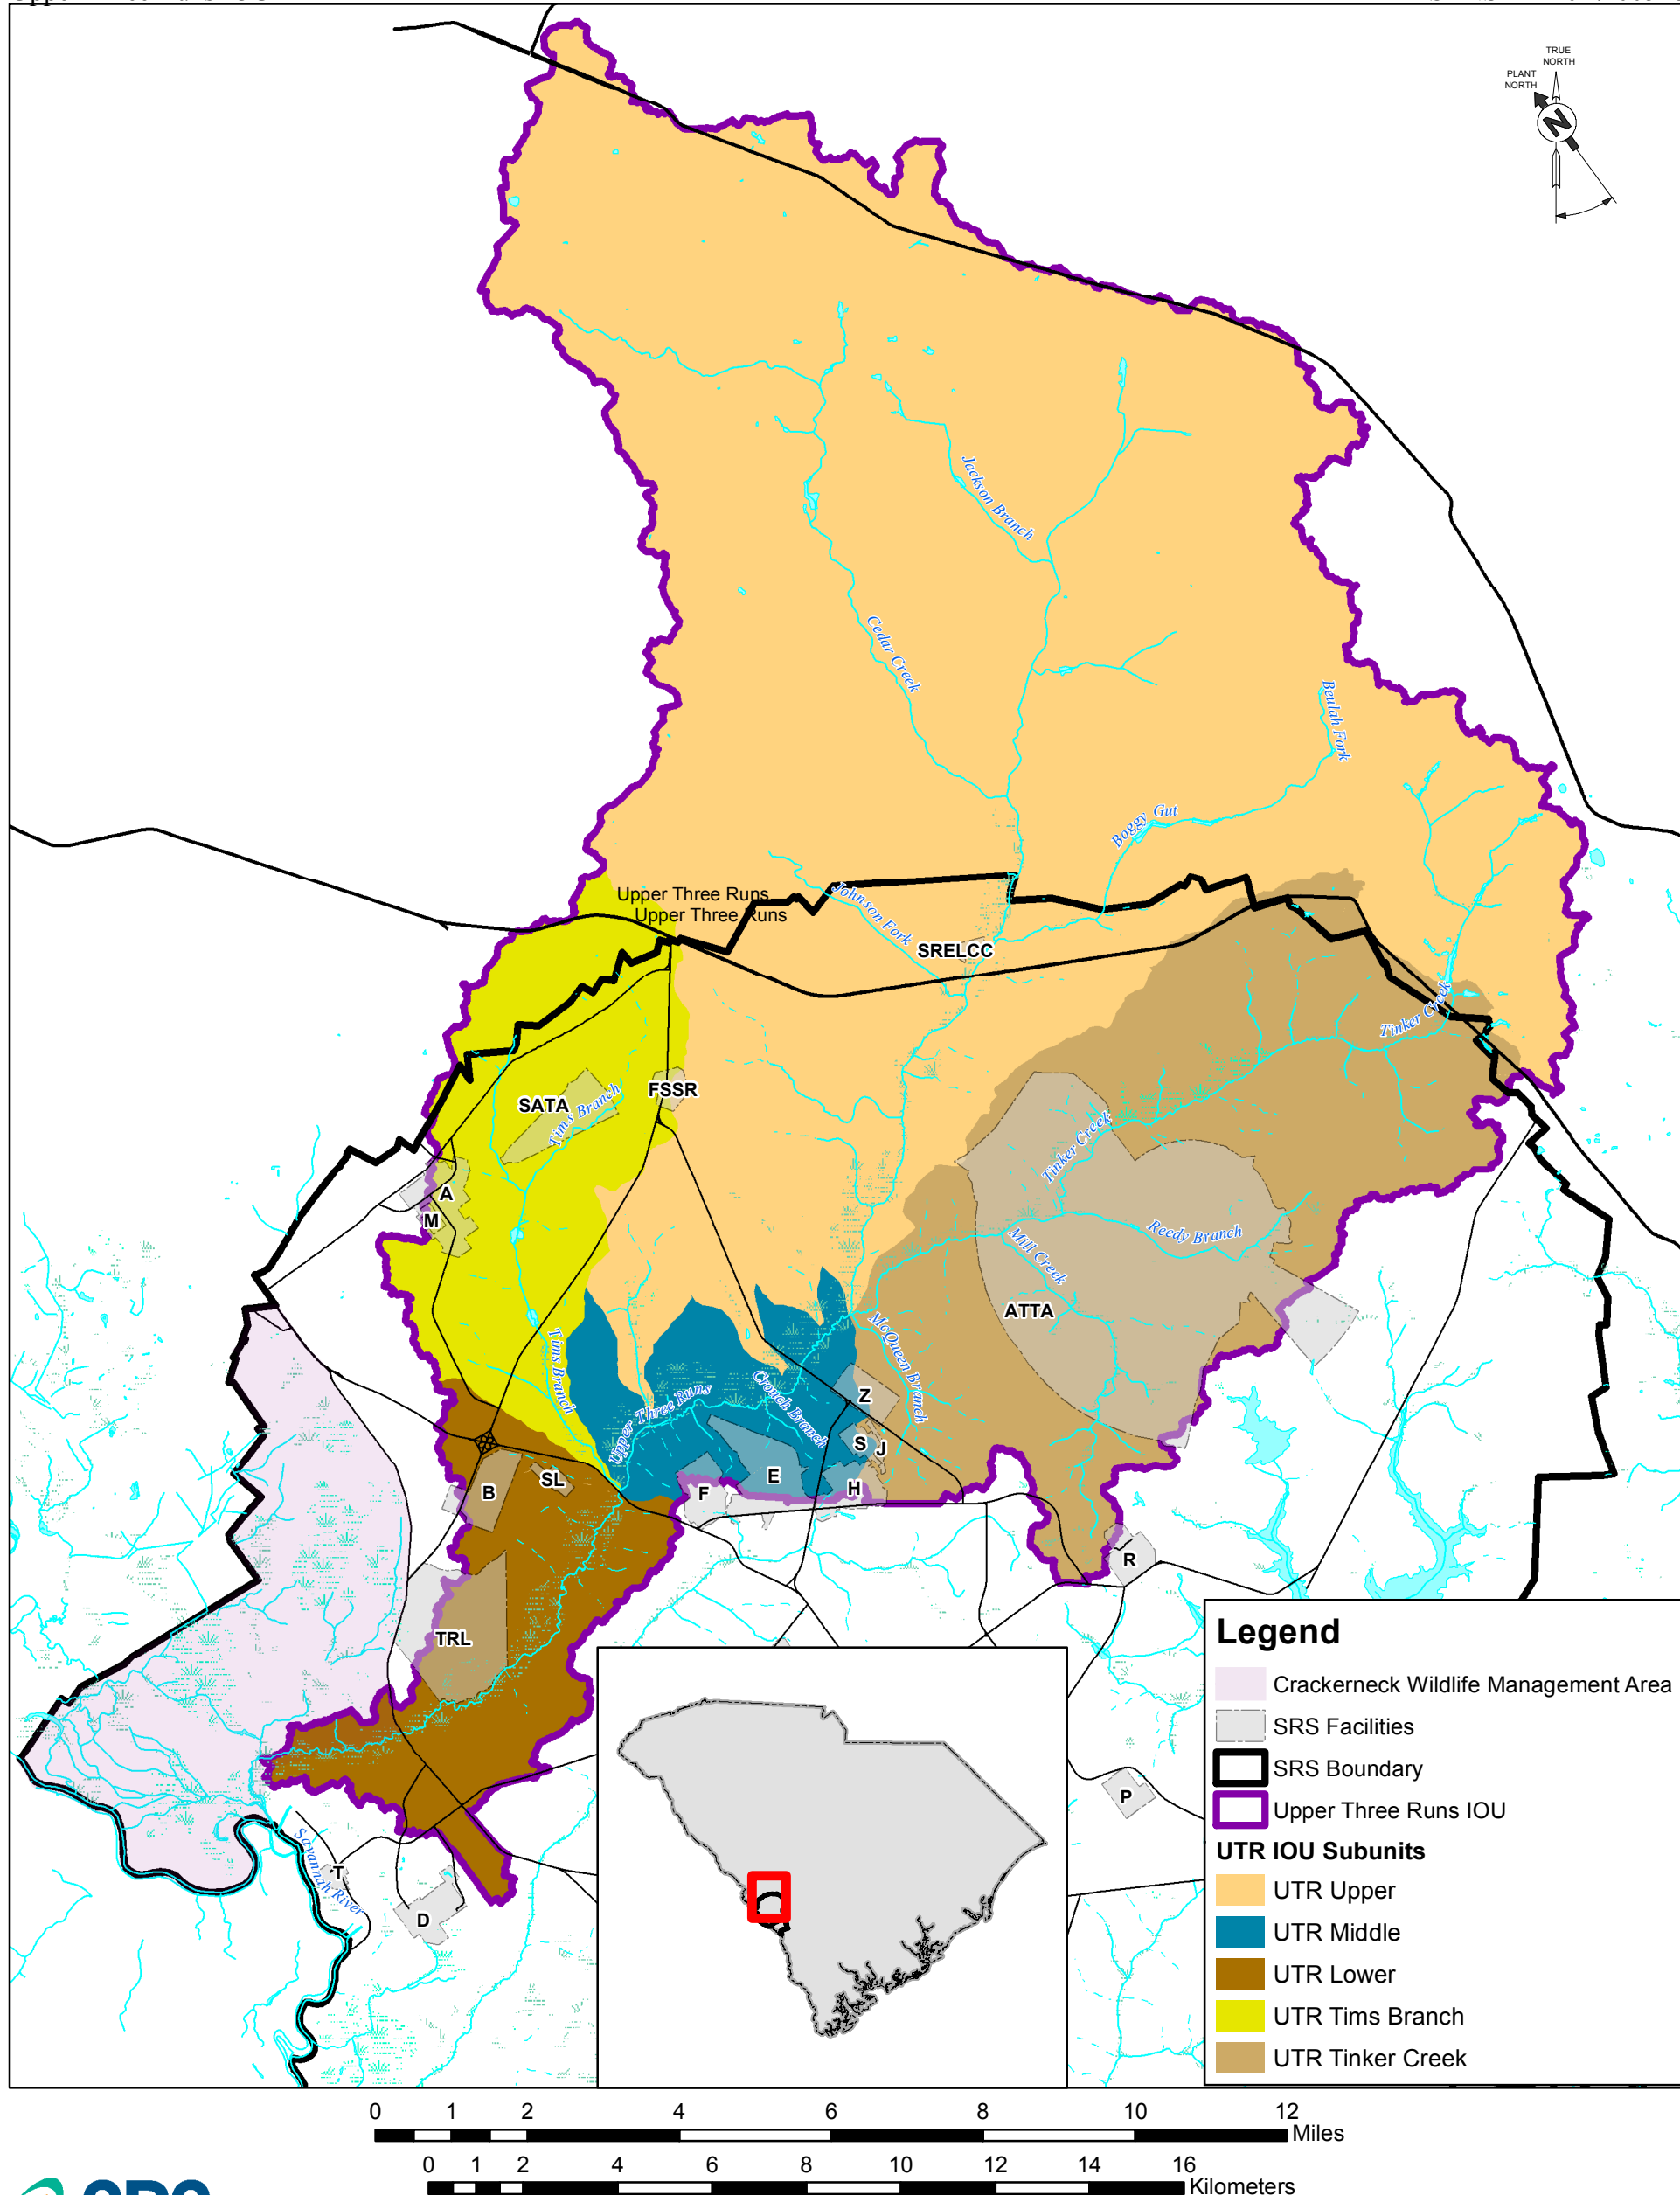 TRUE
NORTH
PLANT
NORTH
N
Jackson Branch
Cedar Creek
Beulah Fork
Boggy Gut
Upper Three Runs
Upper Three Runs
Johnson Fork
SRELCC
Tinker Creek
SATA
Tims Branch
FSSR
Tinker Creek
A
M
Reedy Branch
Mill Creek
ATTA
McQueen Branch
Tims Branch
Upper Three Runs
Crouch Branch
Z
S
J
B
SL
F
E
H
R
TRL
P
T
Savannah River
D
Legend
Crackerneck Wildlife Management Area
SRS Facilities
SRS Boundary
Upper Three Runs IOU
UTR IOU Subunits
UTR Upper
UTR Middle
UTR Lower
UTR Tims Branch
UTR Tinker Creek
0 1 2 4 6 8 10 12
Miles
0 1 2 4 6 8 10 12 14 16
Kilometers